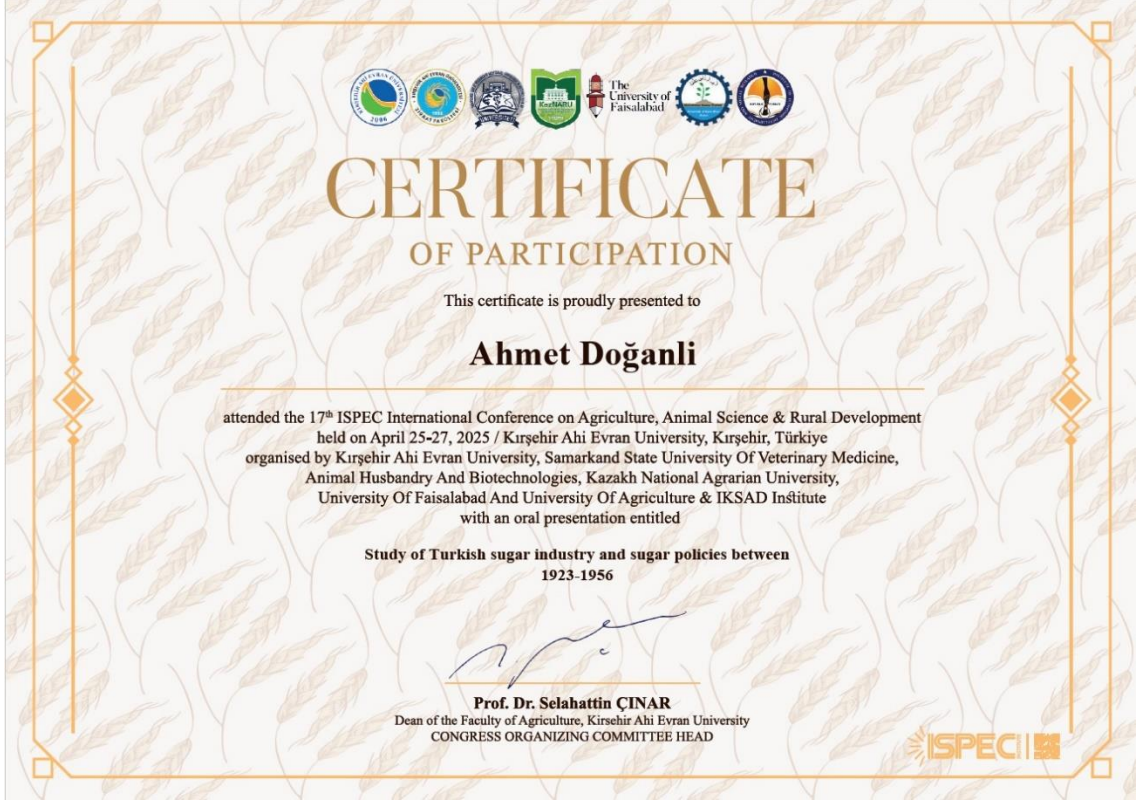 KazNARU
The
University of
Faisalabad
CERTIFICATE
OF PARTICIPATION
This certificate is proudly presented to
Ahmet Doğanli
attended the 17th ISPEC International Conference on Agriculture, Animal Science & Rural Development
held on April 25-27, 2025 / Kırşehir Ahi Evran University, Kırşehir, Türkiye
organised by Kırşehir Ahi Evran University, Samarkand State University Of Veterinary Medicine,
Animal Husbandry And Biotechnologies, Kazakh National Agrarian University,
University Of Faisalabad And University Of Agriculture & IKSAD Institute
with an oral presentation entitled
Study of Turkish sugar industry and sugar policies between
1923-1956
Prof. Dr. Selahattin ÇINAR
Dean of the Faculty of Agriculture, Kirsehir Ahi Evran University
CONGRESS ORGANIZING COMMITTEE HEAD
ISPEC